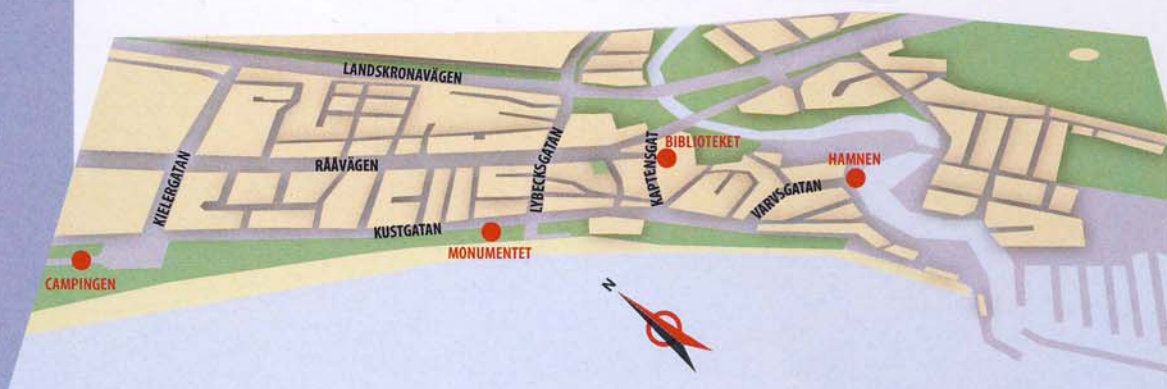 LANDSKRONAVÄGEN
KIELERGATAN
RÅÅVÄGEN
LYBECKSGATAN
KAPTENSGAT
BIBLIOTEKET
HAMNEN
VARVSGATAN
KUSTGATAN
MONUMENTET
CAMPINGEN
N